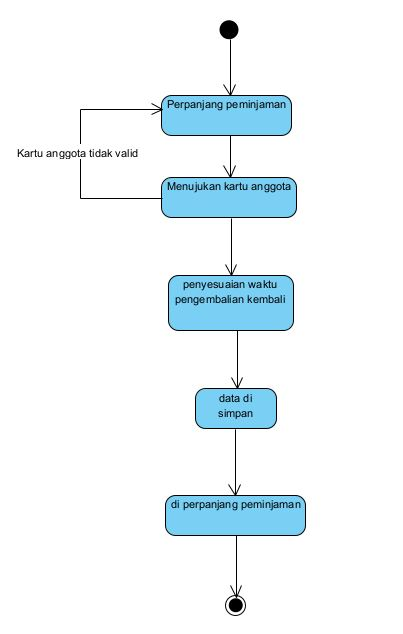 Perpanjang peminjaman
Kartu anggota tidak valid
Menujukan kartu anggota
penyesuaian waktu
pengembalian kembali
data di
simpan
di perpanjang peminjaman